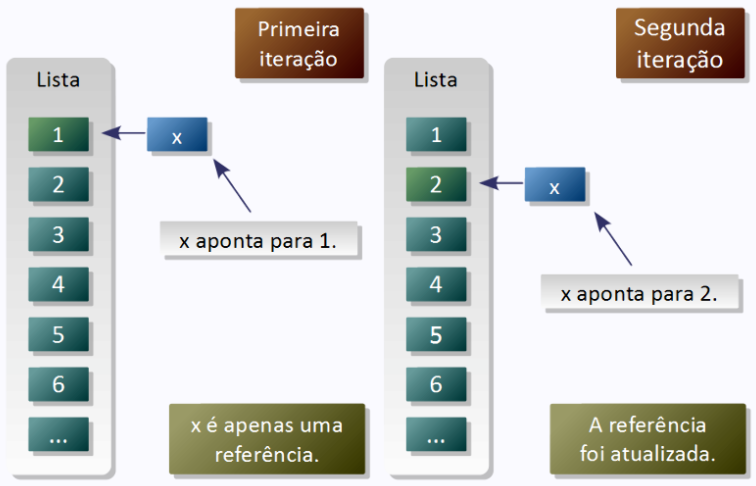 Primeira
iteração
Lista
1
x
2
3
x aponta para 1.
4
5
6
...
x é apenas uma
referência.
Segunda
iteração
Lista
1
2
x
3
4
x aponta para 2.
5
6
...
A referência
foi atualizada.